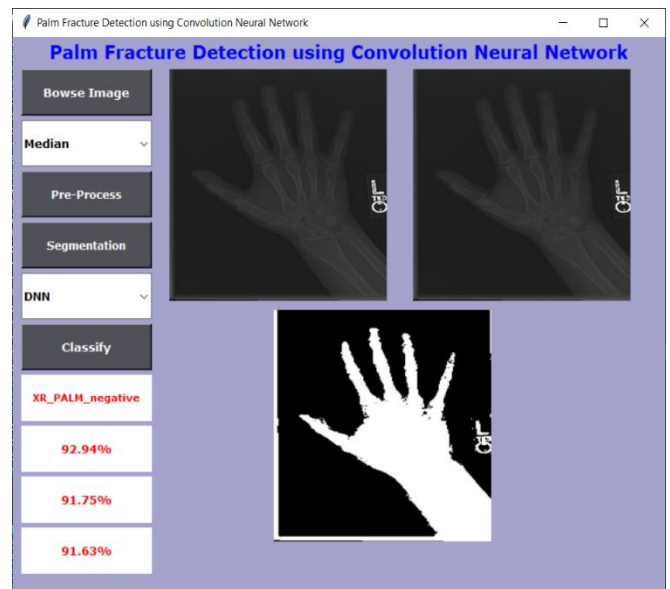 Palm Fracture Detection using Convolution Neural Network
Palm Fracture Detection using Convolution Neural Network
Bowse Image
Median
Pre-Process
Segmentation
DNN
Classify
XR_PALM_negative
92.94%
91.75%
91.63%